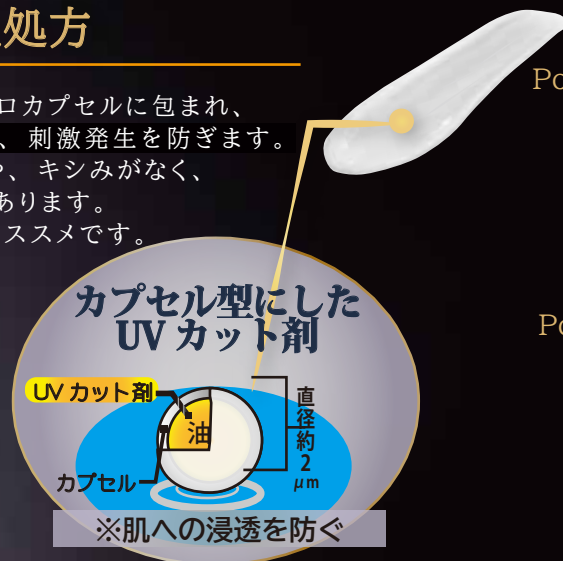 処方
ロカプセルに包まれ、
、刺激発生を防ぎます。
、キシみがなく、
あります。
ススメです。
Po
Po
カプセル型にした
UVカット剤
UVカット剤
油
カプセル
直径約2μm
※肌への浸透を防ぐ